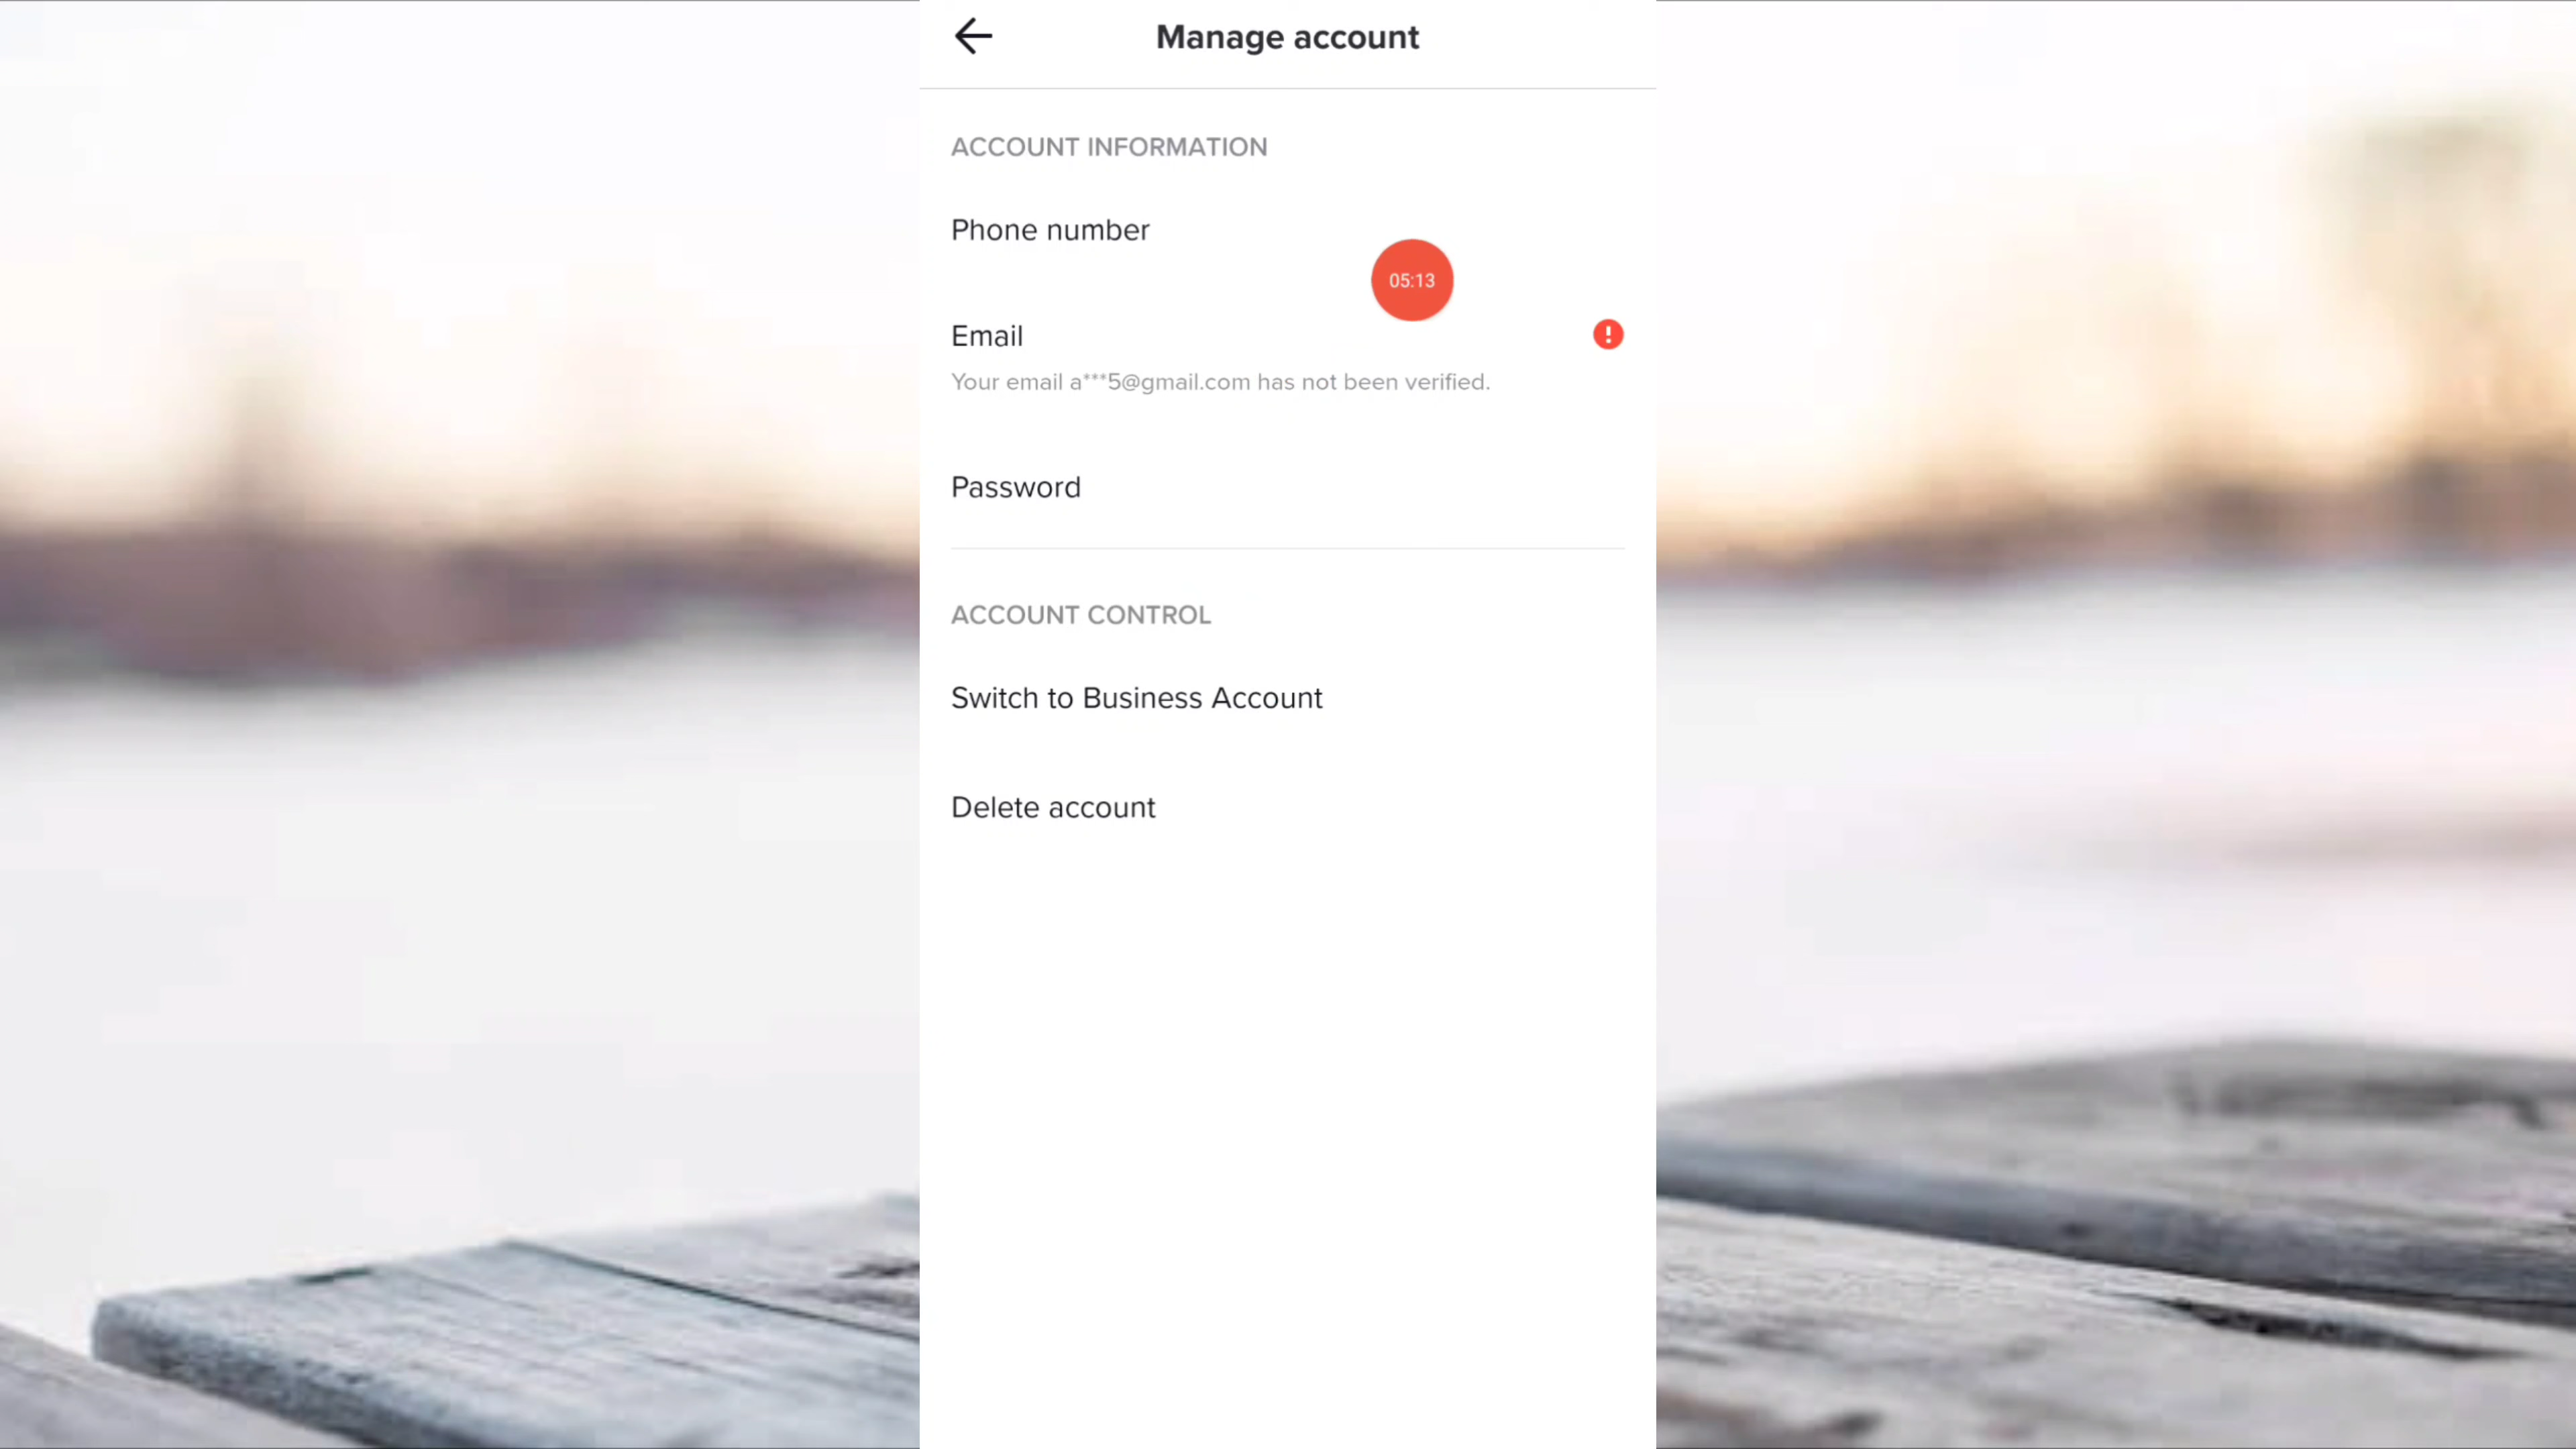 Manage account
ACCOUNT INFORMATION
Phone number
05:13
Email
Your email a***5@gmail.com has not been verified.
Password
ACCOUNT CONTROL
Switch to Business Account
Delete account